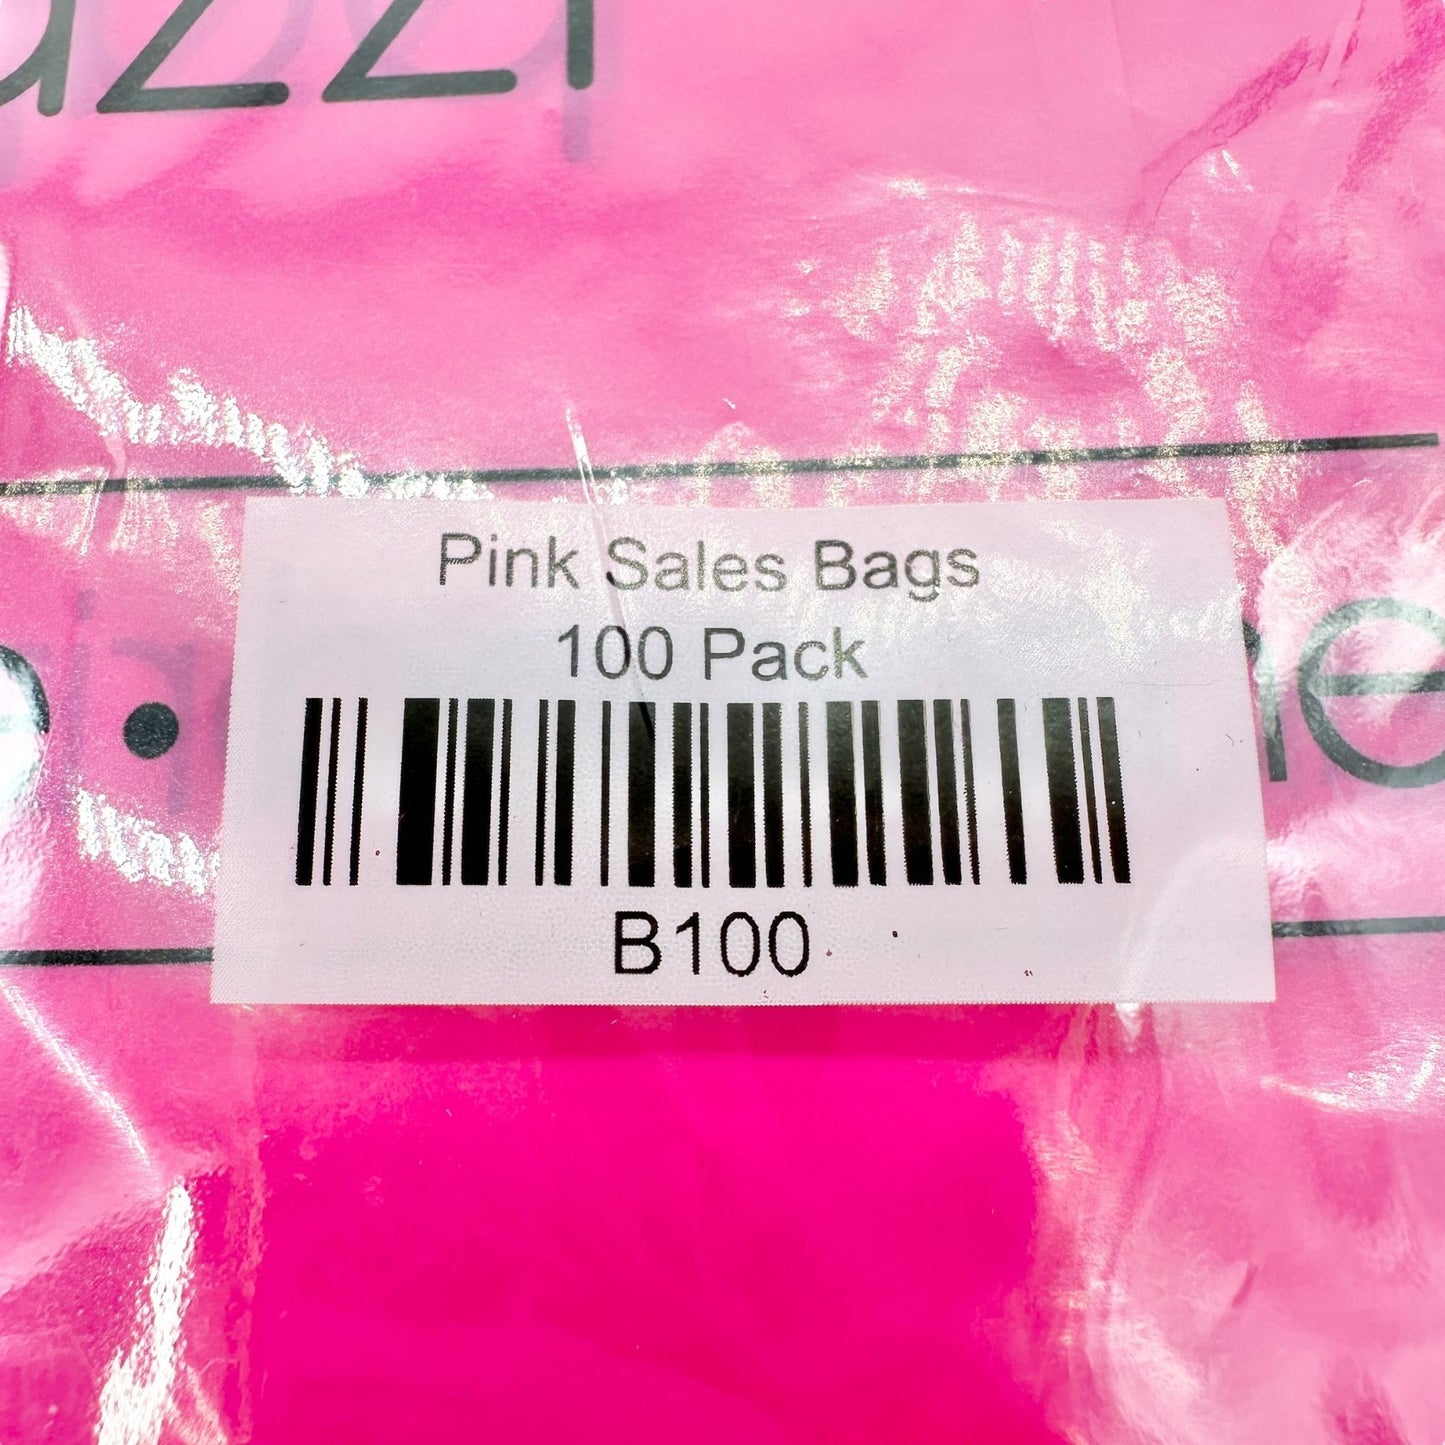 Pink Sales Bags
100 Pack
B100